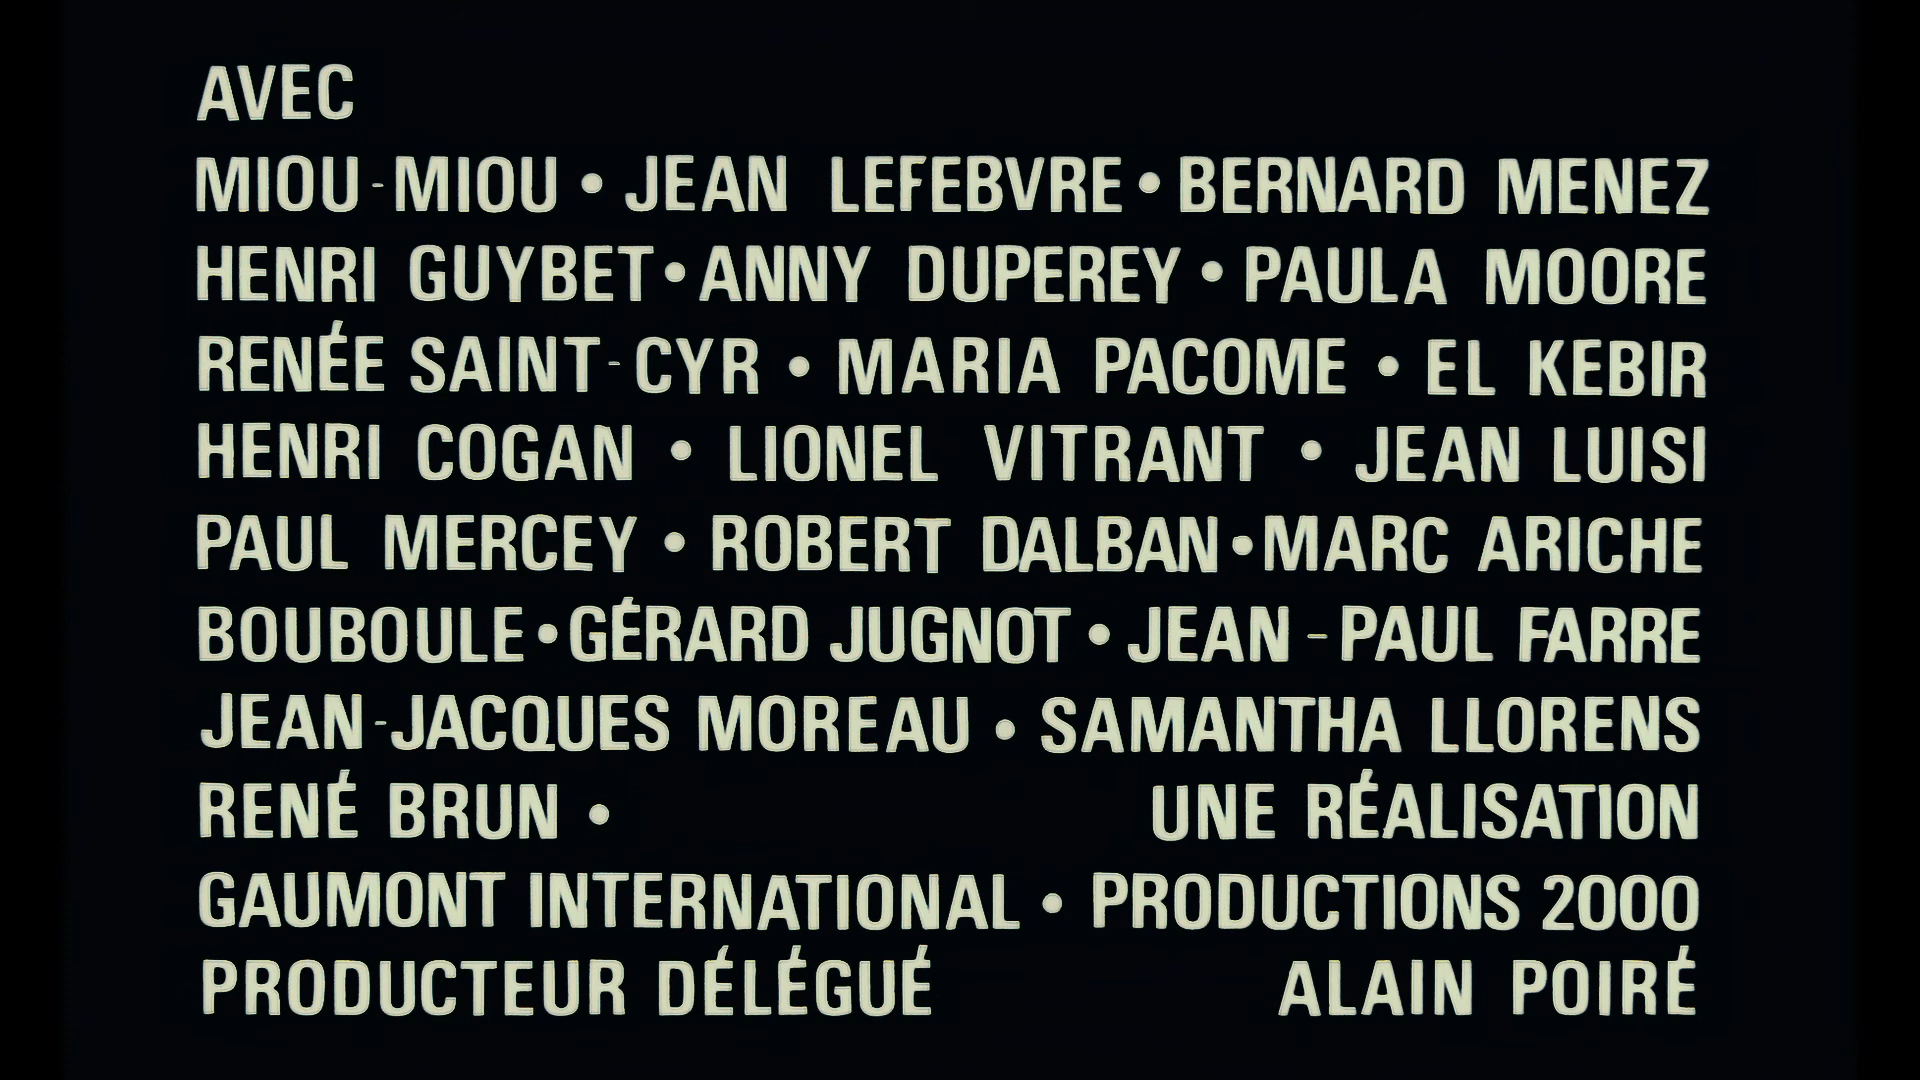 AVEC
MIOU-MIOU • JEAN LEFEBVRE • BERNARD MENEZ
HENRI GUYBET • ANNY DUPEREY • PAULA MOORE
RENÉE SAINT-CYR • MARIA PACOME • EL KEBIR
HENRI COGAN • LIONEL VITRANT • JEAN LUISI
PAUL MERCEY • ROBERT DALBAN • MARC ARICHE
BOUBOULE • GÉRARD JUGNOT • JEAN-PAUL FARRE
JEAN-JACQUES MOREAU • SAMANTHA LLORENS
RENÉ BRUN • UNE RÉALISATION
GAUMONT INTERNATIONAL • PRODUCTIONS 2000
PRODUCTEUR DÉLÉGUÉ ALAIN POIRÉ